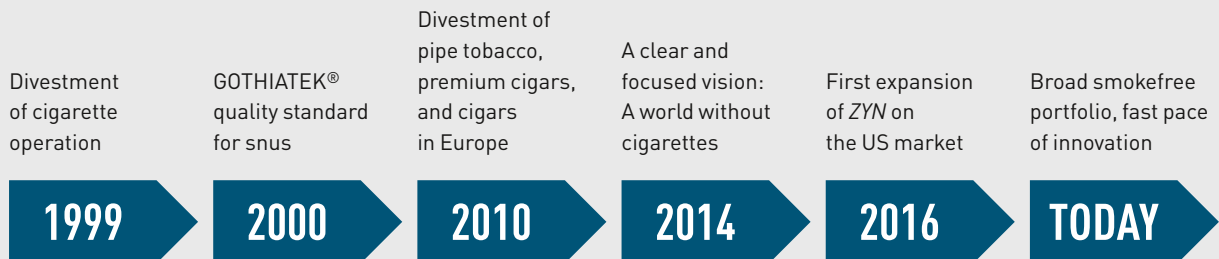 Divestment
of cigarette
operation
1999
GOTHIATEK®
quality standard
for snus
2000
Divestment of
pipe tobacco,
premium cigars,
and cigars
in Europe
2010
A clear and
focused vision:
A world without
cigarettes
2014
First expansion
of ZYN on
the US market
2016
Broad smokefree
portfolio, fast pace
of innovation
TODAY